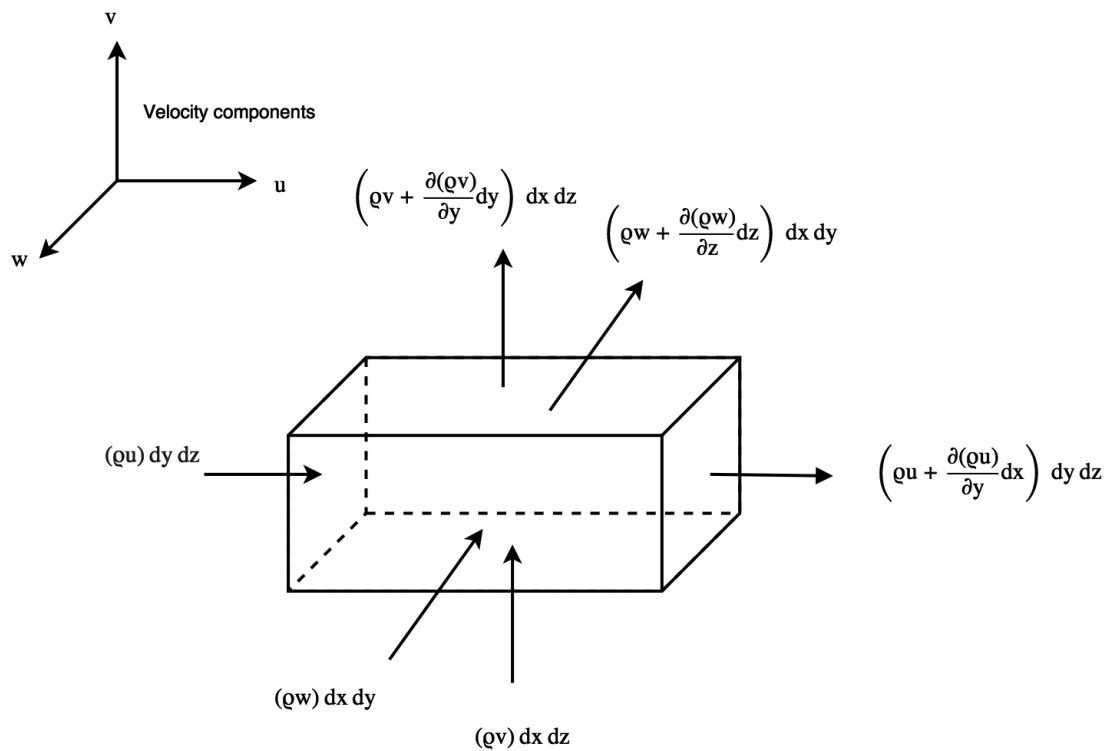 v
Velocity components
u
w
(ϱv + ∂(ϱv)/∂y dy) dx dz
(ϱw + ∂(ϱw)/∂z dz) dx dy
(ϱu) dy dz
(ϱu + ∂(ϱu)/∂y dx) dy dz
(ϱw) dx dy
(ϱv) dx dz